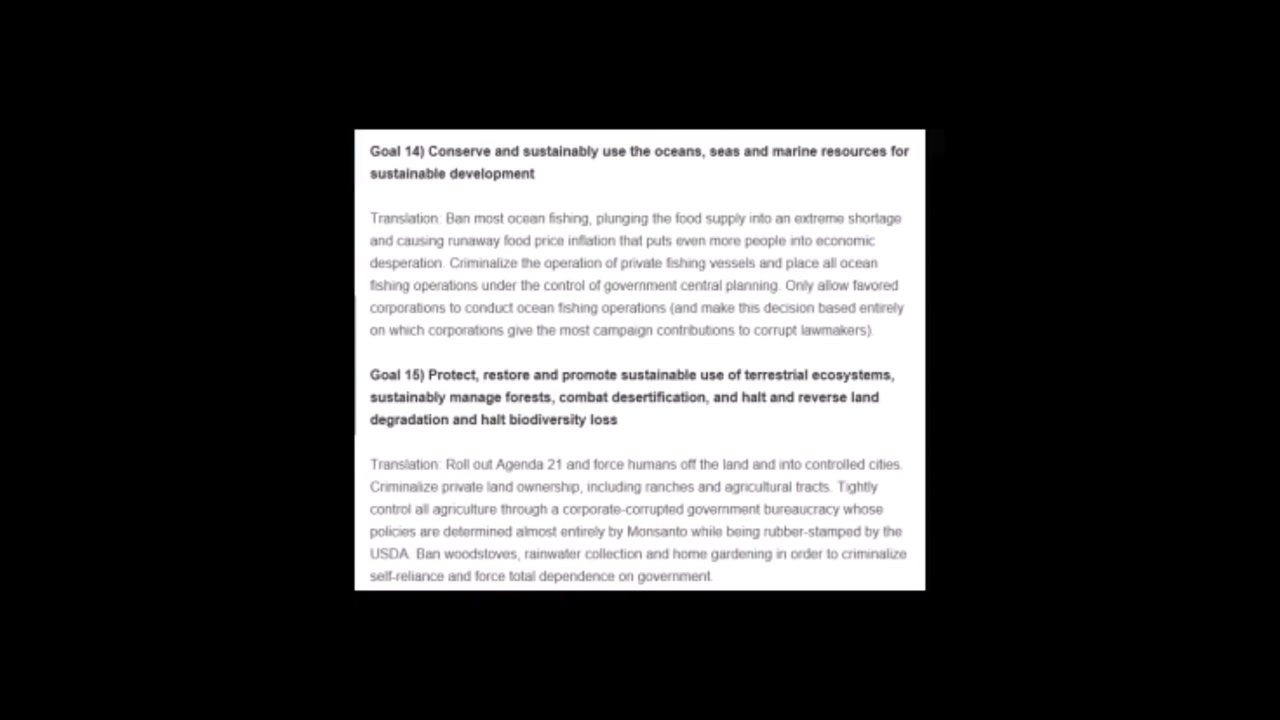 Goal 14) Conserve and sustainably use the oceans, seas and marine resources for
sustainable development
Translation: Ban most ocean fishing, plunging the food supply into an extreme shortage
and causing runaway food price inflation that puts even more people into economic
desperation. Criminalize the operation of private fishing vessels and place all ocean
fishing operations under the control of government central planning. Only allow favored
corporations to conduct ocean fishing operations (and make this decision based entirely
on which corporations give the most campaign contributions to corrupt lawmakers).
Goal 15) Protect, restore and promote sustainable use of terrestrial ecosystems,
sustainably manage forests, combat desertification, and halt and reverse land
degradation and halt biodiversity loss
Translation: Roll out Agenda 21 and force humans off the land and into controlled cities.
Criminalize private land ownership, including ranches and agricultural tracts. Tightly
control all agriculture through a corporate-corrupted government bureaucracy whose
policies are determined almost entirely by Monsanto while being rubber-stamped by the
USDA. Ban woodstoves, rainwater collection and home gardening in order to criminalize
self-reliance and force total dependence on government.